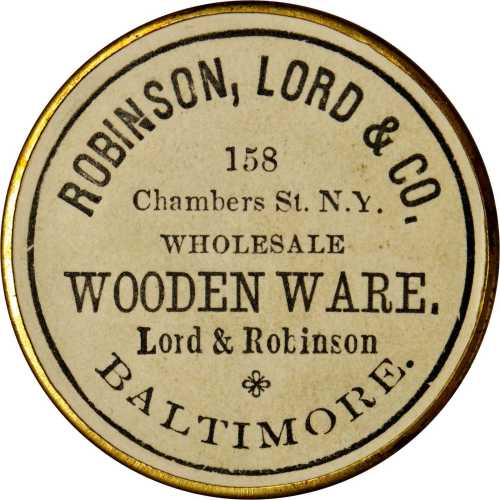 ROBINSON, LORD & CO.
158
Chambers St. N.Y.
WHOLESALE
WOODEN WARE.
Lord & Robinson
BALTIMORE.